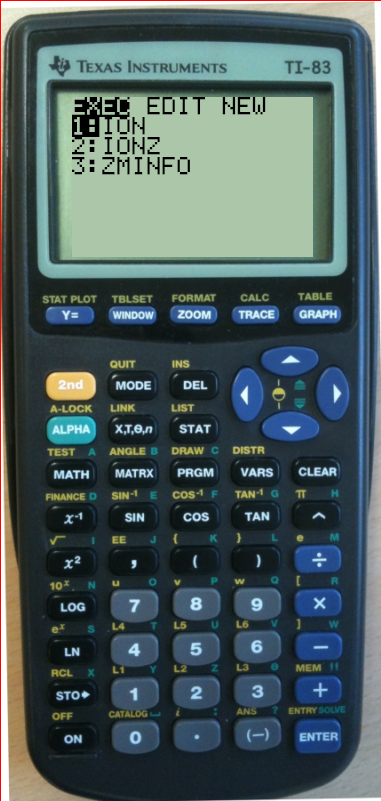 TEXAS INSTRUMENTS TI-83
EXEC EDIT NEW
1:ION
2:IONZ
3:ZMINFO
STAT PLOT TBLSET FORMAT CALC TABLE
Y= WINDOW ZOOM TRACE GRAPH
QUIT INS
2nd MODE DEL
A-LOCK LINK LIST
ALPHA X,T,Θ,n STAT
TEST A ANGLE B DRAW C DISTR
MATH MATRX PRGM VARS CLEAR
FINANCE D SIN⁻¹ E COS⁻¹ F TAN⁻¹ G π H
x⁻¹ SIN COS TAN ^
√ I EE J { K } L e M
x² , ( ) ÷
10ˣ N u O v P w Q [ R
LOG 7 8 9 ×
eˣ S L4 T L5 U L6 V ] W
LN 4 5 6 −
RCL X L1 Y L2 Z L3 θ MEM "
STO▸ 1 2 3 +
OFF CATALOG ⎵ i : ANS ? ENTRY SOLVE
ON 0 . (−) ENTER